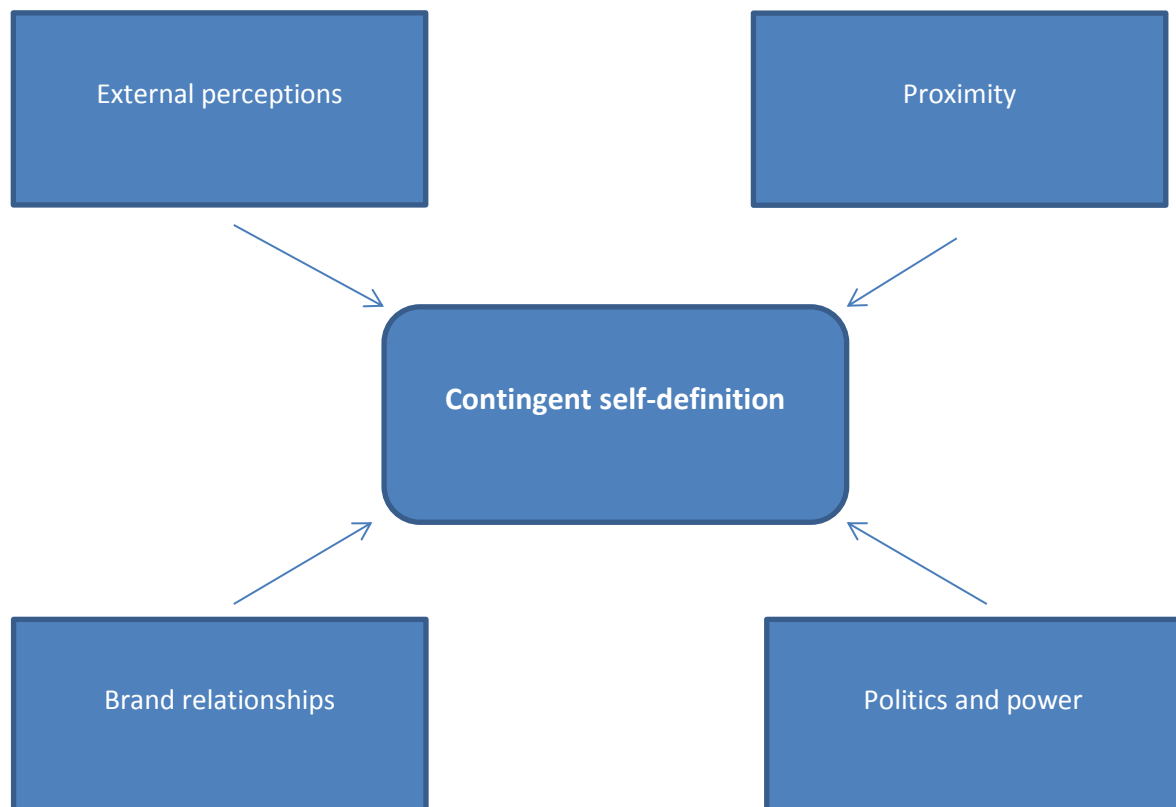 External perceptions
Proximity
Contingent self-definition
Brand relationships
Politics and power